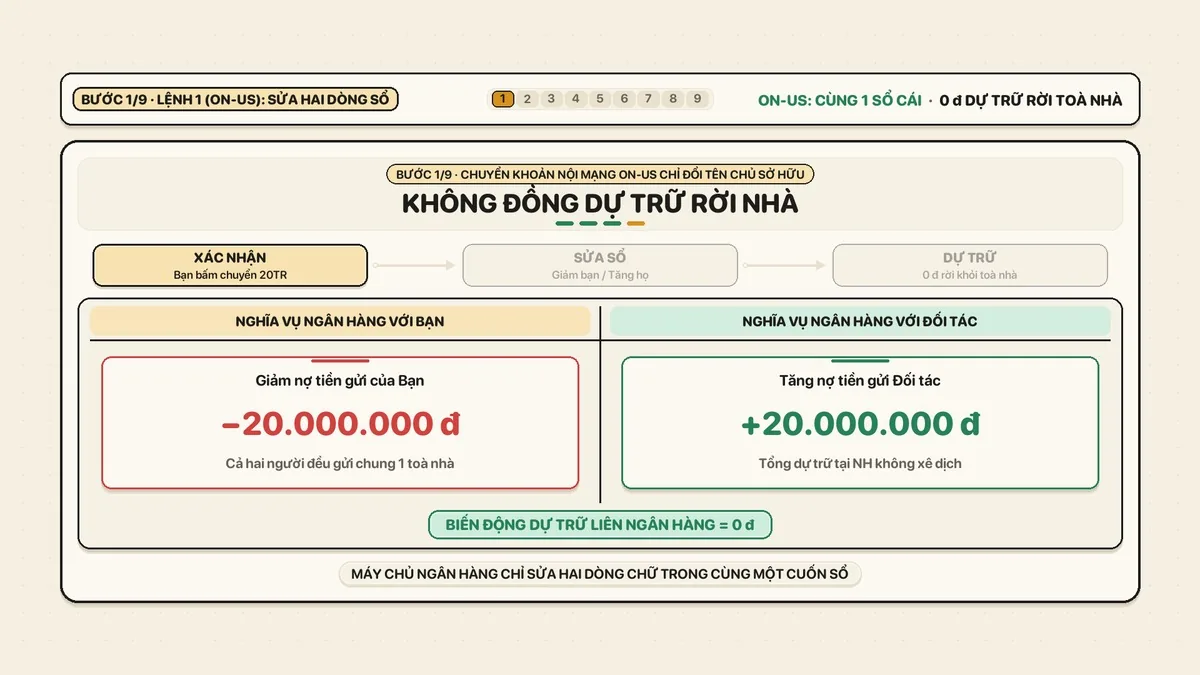 BƯỚC 1/9 · LỆNH 1 (ON-US): SỬA HAI DÒNG SỔ
1 2 3 4 5 6 7 8 9
ON-US: CÙNG 1 SỔ CÁI · 0 đ DỰ TRỮ RỜI TOÀ NHÀ
BƯỚC 1/9 · CHUYỂN KHOẢN NỘI MẠNG ON-US CHỈ ĐỔI TÊN CHỦ SỞ HỮU
KHÔNG ĐỒNG DỰ TRỮ RỜI NHÀ
XÁC NHẬN
Bạn bấm chuyển 20TR
SỬA SỔ
Giảm bạn / Tăng họ
DỰ TRỮ
0 đ rời khỏi toà nhà
NGHĨA VỤ NGÂN HÀNG VỚI BẠN
Giảm nợ tiền gửi của Bạn
−20.000.000 đ
Cả hai người đều gửi chung 1 toà nhà
NGHĨA VỤ NGÂN HÀNG VỚI ĐỐI TÁC
Tăng nợ tiền gửi Đối tác
+20.000.000 đ
Tổng dự trữ tại NH không xê dịch
BIẾN ĐỘNG DỰ TRỮ LIÊN NGÂN HÀNG = 0 đ
MÁY CHỦ NGÂN HÀNG CHỈ SỬA HAI DÒNG CHỮ TRONG CÙNG MỘT CUỐN SỔ